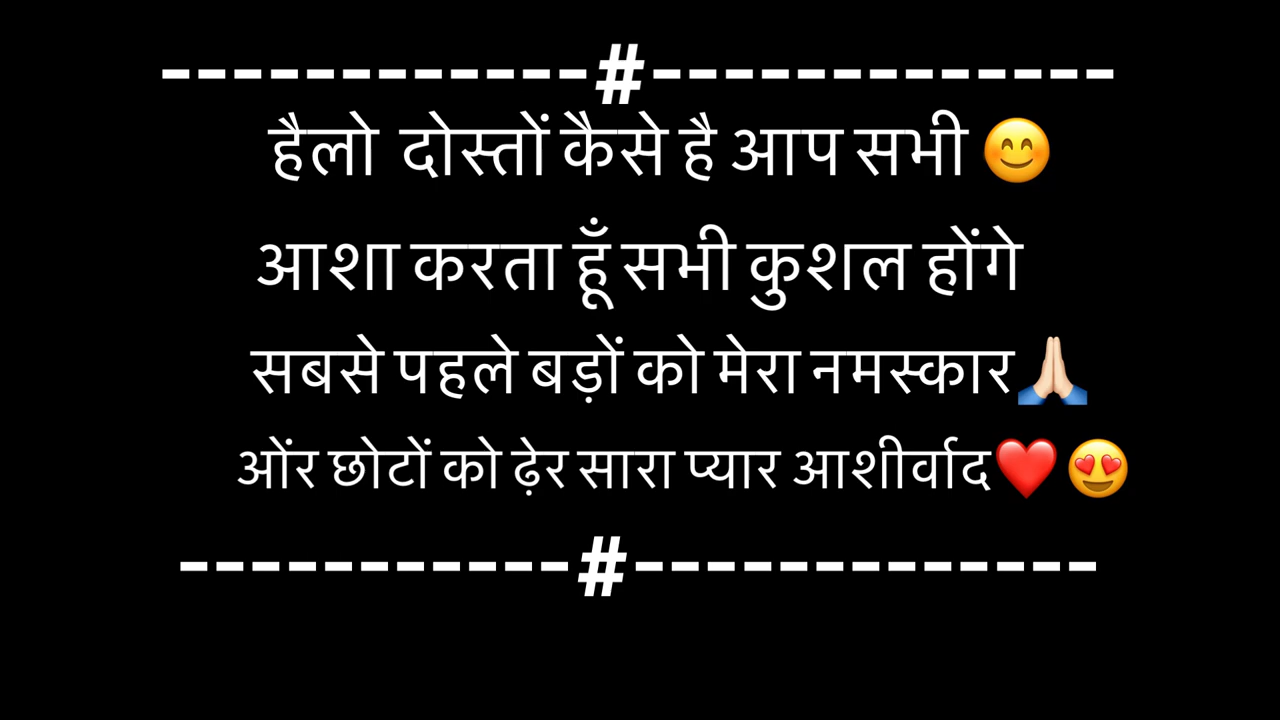 ------------#-------------
हैलो दोस्तों कैसे है आप सभी 😊
आशा करता हूँ सभी कुशल होंगे
सबसे पहले बड़ों को मेरा नमस्कार🙏🏻
ओंर छोटों को ढ़ेर सारा प्यार आशीर्वाद❤️😍
-----------#-------------